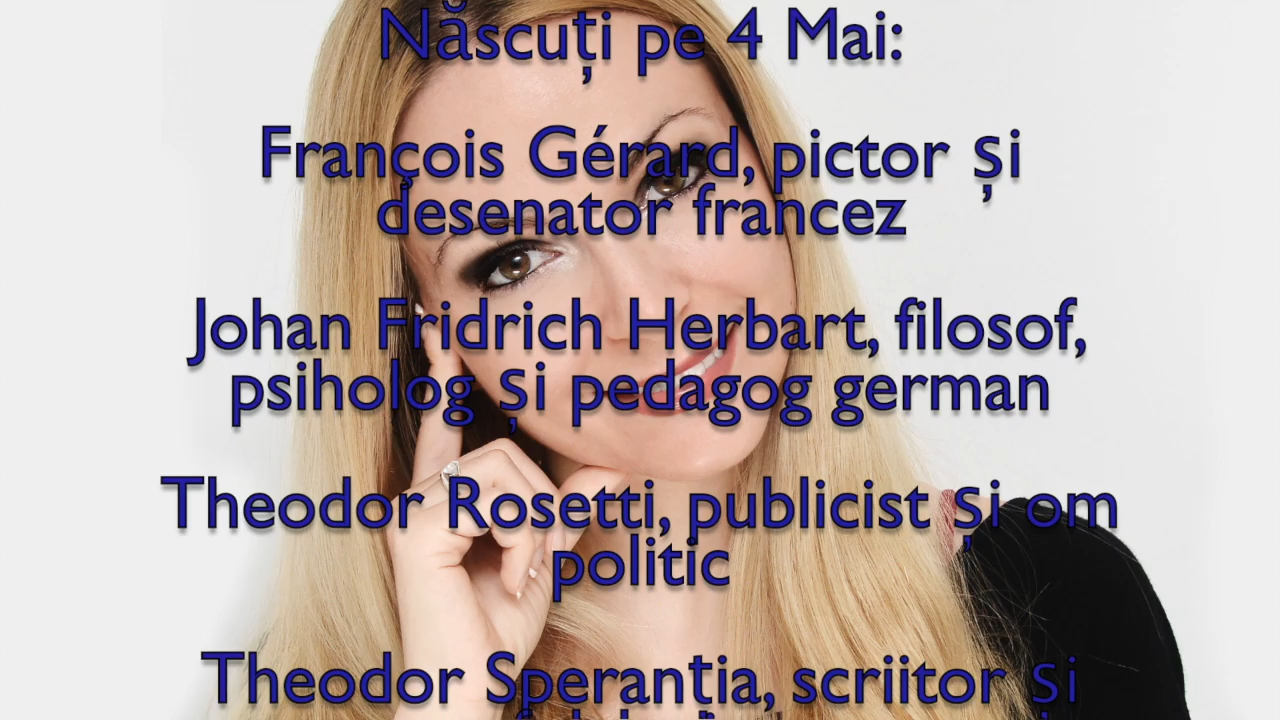 Născuți pe 4 Mai:
François Gérard, pictor și
desenator francez
Johan Fridrich Herbart, filosof,
psiholog și pedagog german
Theodor Rosetti, publicist și om
politic
Theodor Speranția, scriitor și